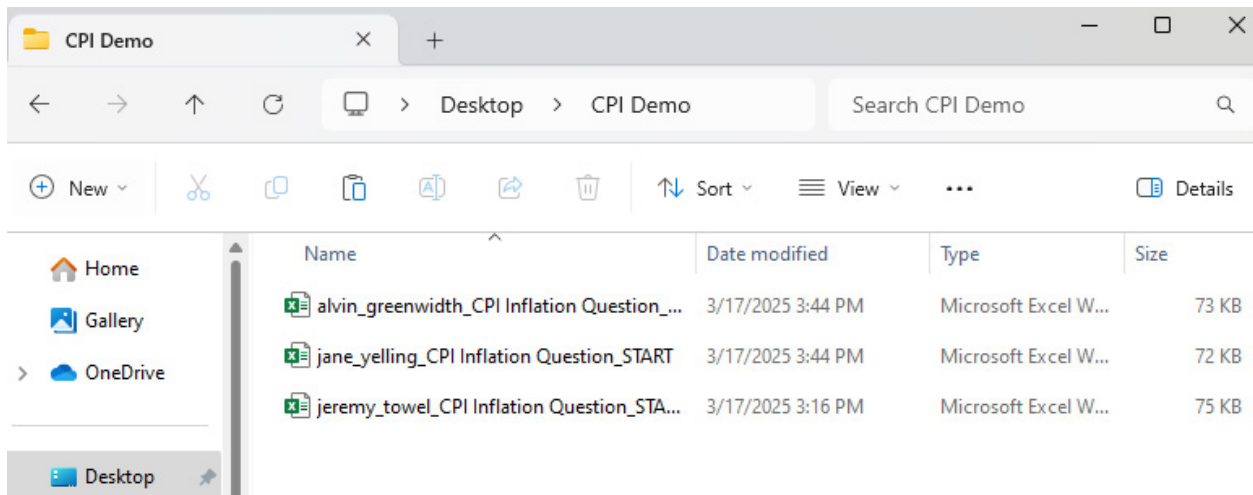 CPI Demo
Desktop > CPI Demo Search CPI Demo
New Sort View ... Details
Name Date modified Type Size
Home
alvin_greenwidth_CPI Inflation Question_... 3/17/2025 3:44 PM Microsoft Excel W... 73 KB
Gallery
jane_yelling_CPI Inflation Question_START 3/17/2025 3:44 PM Microsoft Excel W... 72 KB
OneDrive
jeremy_towel_CPI Inflation Question_STA... 3/17/2025 3:16 PM Microsoft Excel W... 75 KB
Desktop